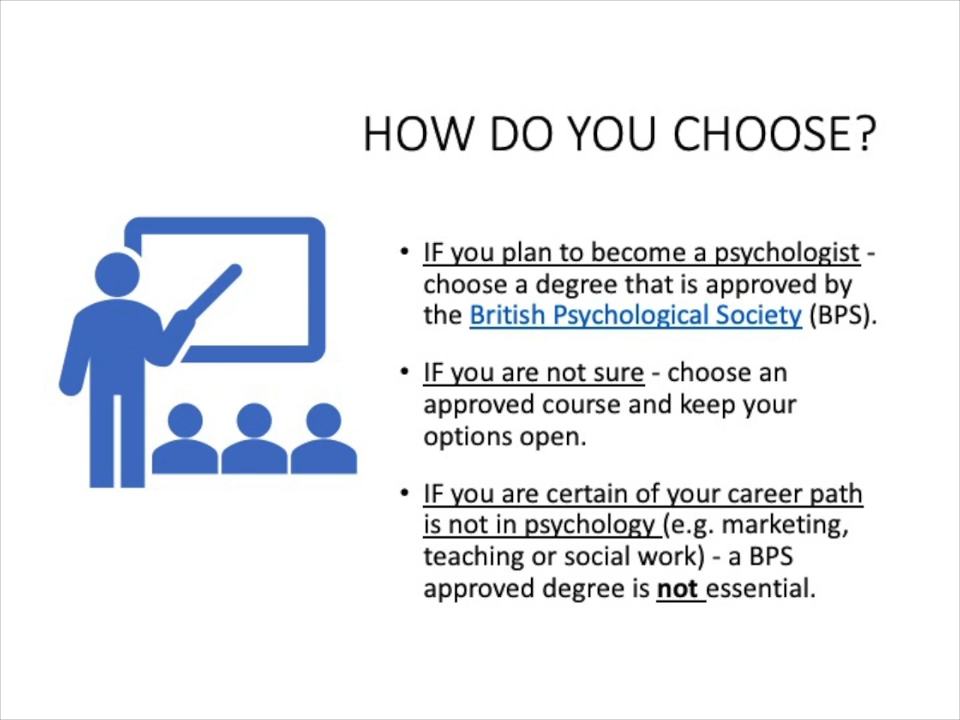 HOW DO YOU CHOOSE?
• IF you plan to become a psychologist -
choose a degree that is approved by
the British Psychological Society (BPS).
• IF you are not sure - choose an
approved course and keep your
options open.
• IF you are certain of your career path
is not in psychology (e.g. marketing,
teaching or social work) - a BPS
approved degree is not essential.